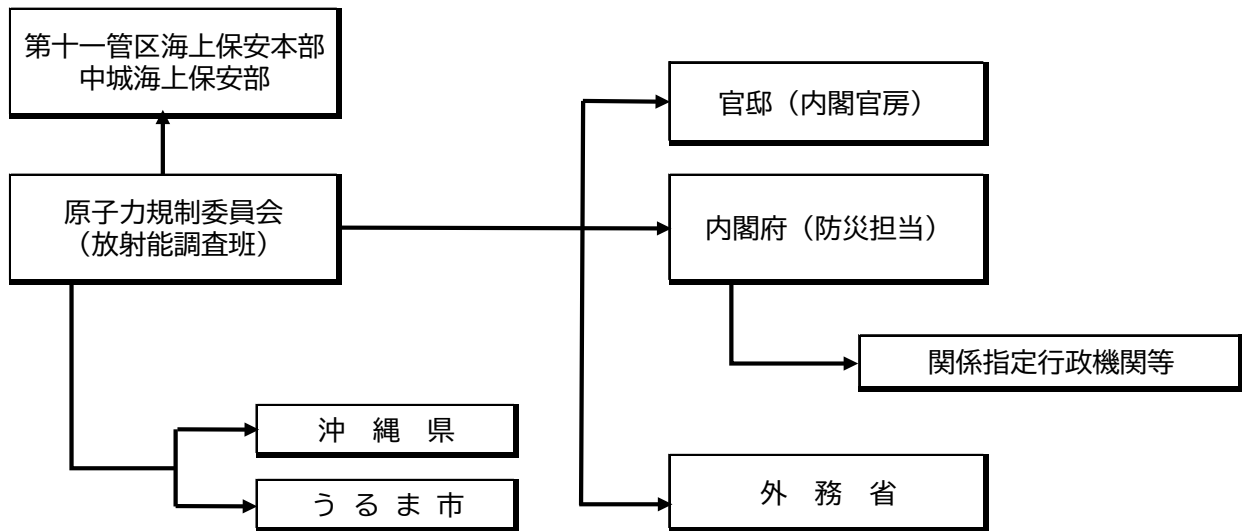 第十一管区海上保安本部
中城海上保安部
官邸（内閣官房）
原子力規制委員会
（放射能調査班）
内閣府（防災担当）
関係指定行政機関等
沖 縄 県
外 務 省
う る ま 市